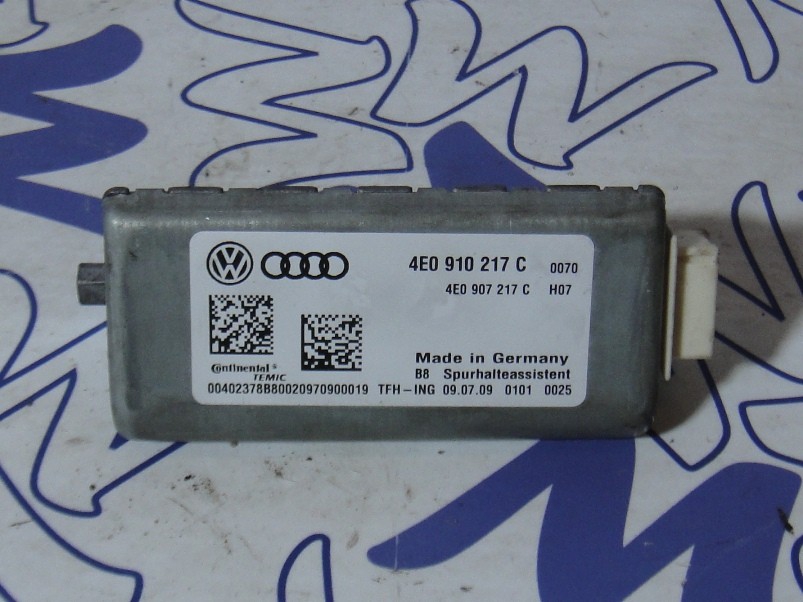 4E0 910 217 C 0070
4E0 907 217 C H07
Continental®
TEMIC
Made in Germany
B8 Spurhalteassistent
00402378B80020970900019 TFH-ING 09.07.09 0101 0025